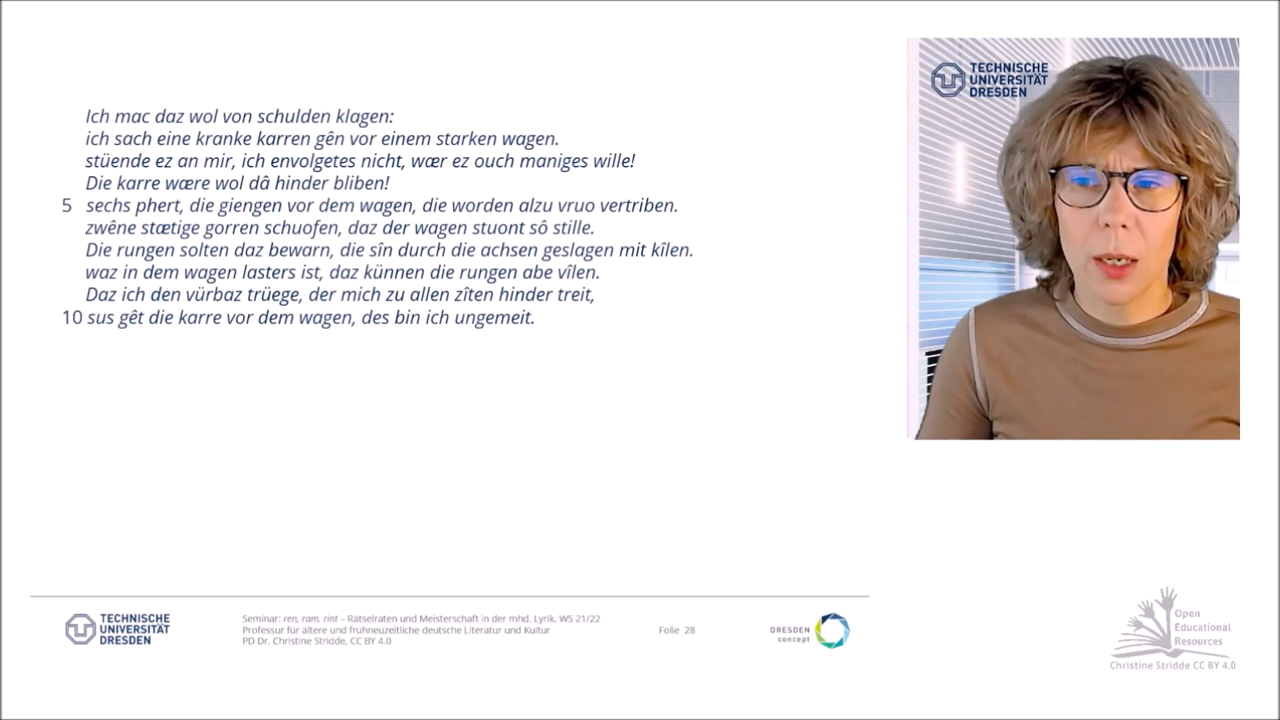 TECHNISCHE
UNIVERSITÄT
DRESDEN
Ich mac daz wol von schulden klagen:
ich sach eine kranke karren gên vor einem starken wagen.
stüende ez an mir, ich envolgetes nicht, wær ez ouch maniges wille!
Die karre wære wol dâ hinder bliben!
5 sechs phert, die giengen vor dem wagen, die worden alzu vruo vertriben.
zwêne stætige gorren schuofen, daz der wagen stuont sô stille.
Die rungen solten daz bewarn, die sîn durch die achsen geslagen mit kîlen.
waz in dem wagen lasters ist, daz künnen die rungen abe vîlen.
Daz ich den vürbaz trüege, der mich zu allen zîten hinder treit,
10 sus gêt die karre vor dem wagen, des bin ich ungemeit.
TECHNISCHE
UNIVERSITÄT
DRESDEN
Seminar: ren, ram, rint – Rätselraten und Meisterschaft in der mhd. Lyrik, WS 21/22
Professur für ältere und frühneuzeitliche deutsche Literatur und Kultur
PD Dr. Christine Stridde, CC BY 4.0
Folie 28
DRESDEN
concept
Open
Educational
Resources
Christine Stridde CC BY 4.0